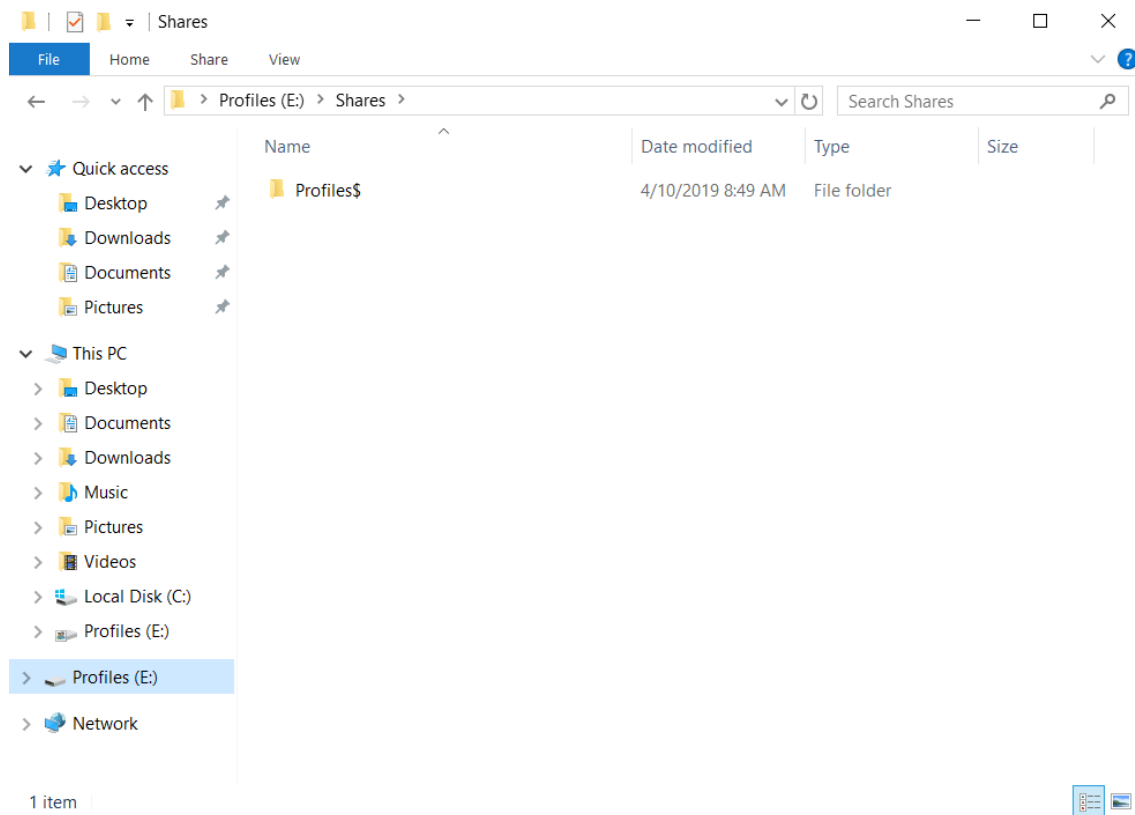 Shares
File Home Share View
Profiles (E:) Shares Search Shares
Name Date modified Type Size
Profiles$ 4/10/2019 8:49 AM File folder
Quick access
Desktop
Downloads
Documents
Pictures
This PC
Desktop
Documents
Downloads
Music
Pictures
Videos
Local Disk (C:)
Profiles (E:)
Profiles (E:)
Network
1 item